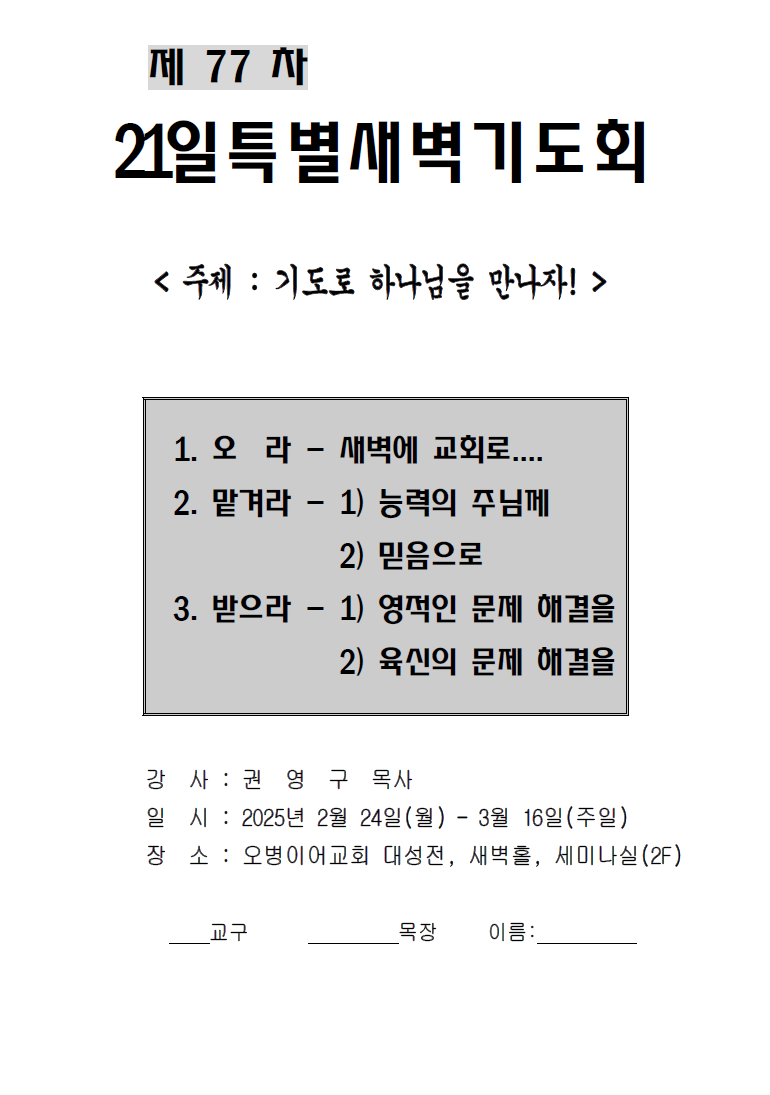 제 77 차
21일특별새벽기도회
< 주제 : 기도로 하나님을 만나자! >
1. 오 라 - 새벽에 교회로....
2. 맡겨라 - 1) 능력의 주님께
2) 믿음으로
3. 받으라 - 1) 영적인 문제 해결을
2) 육신의 문제 해결을
강 사 : 권 영 구 목사
일 시 : 2025년 2월 24일(월) - 3월 16일(주일)
장 소 : 오병이어교회 대성전, 새벽홀, 세미나실(2F)
____교구 _________목장 이름:__________